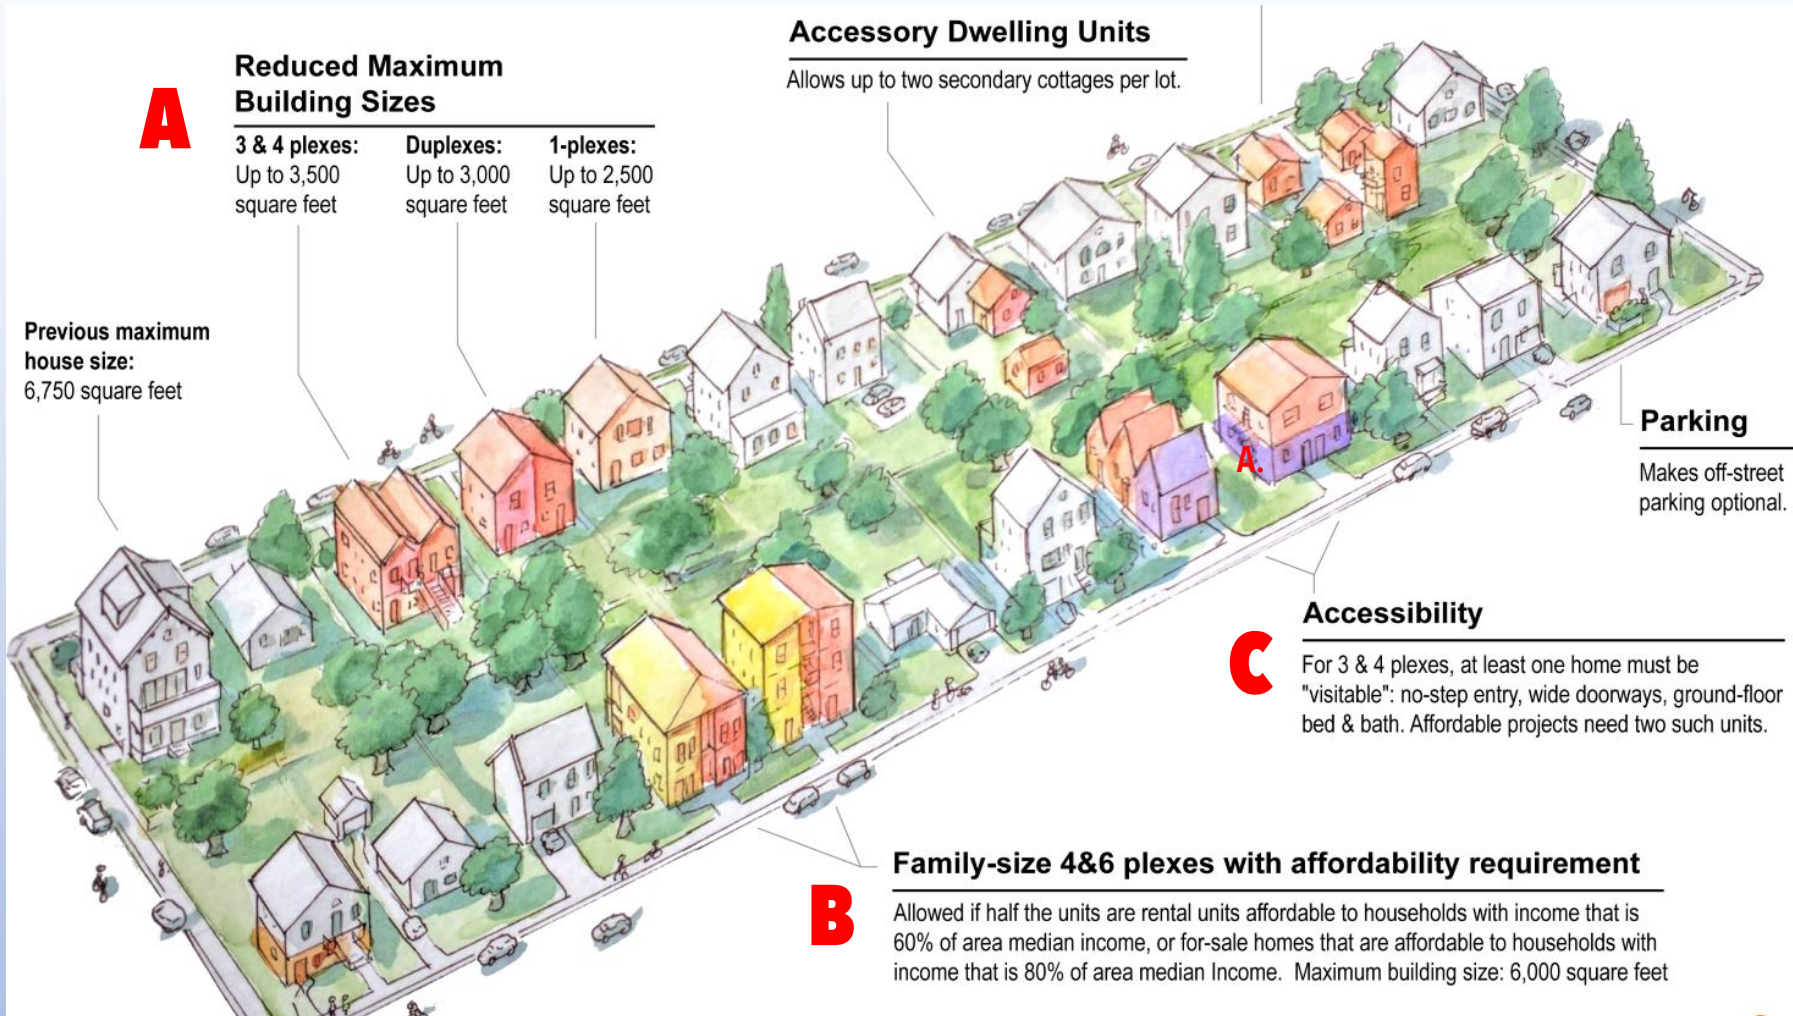 A
Reduced Maximum
Building Sizes
3 & 4 plexes:
Up to 3,500
square feet
Duplexes:
Up to 3,000
square feet
1-plexes:
Up to 2,500
square feet
Accessory Dwelling Units
Allows up to two secondary cottages per lot.
Previous maximum
house size:
6,750 square feet
A.
Parking
Makes off-street
parking optional.
C
Accessibility
For 3 & 4 plexes, at least one home must be
"visitable": no-step entry, wide doorways, ground-floor
bed & bath. Affordable projects need two such units.
B
Family-size 4&6 plexes with affordability requirement
Allowed if half the units are rental units affordable to households with income that is
60% of area median income, or for-sale homes that are affordable to households with
income that is 80% of area median Income.  Maximum building size: 6,000 square feet